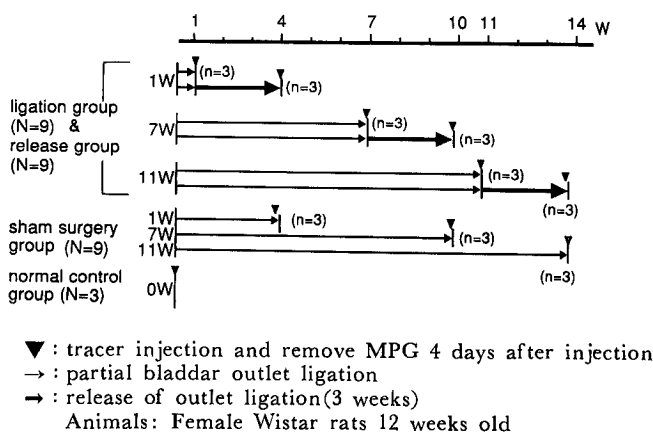 1 4 7 10 11 14 W
1W (n=3) (n=3)
ligation group
(N=9) &
release group
(N=9)
7W (n=3) (n=3)
11W (n=3)
(n=3)
sham surgery
group (N=9)
1W (n=3)
7W (n=3)
11W
(n=3)
normal control
group (N=3)
0W
▼ : tracer injection and remove MPG 4 days after injection
→ : partial bladdar outlet ligation
→ : release of outlet ligation(3 weeks)
Animals: Female Wistar rats 12 weeks old